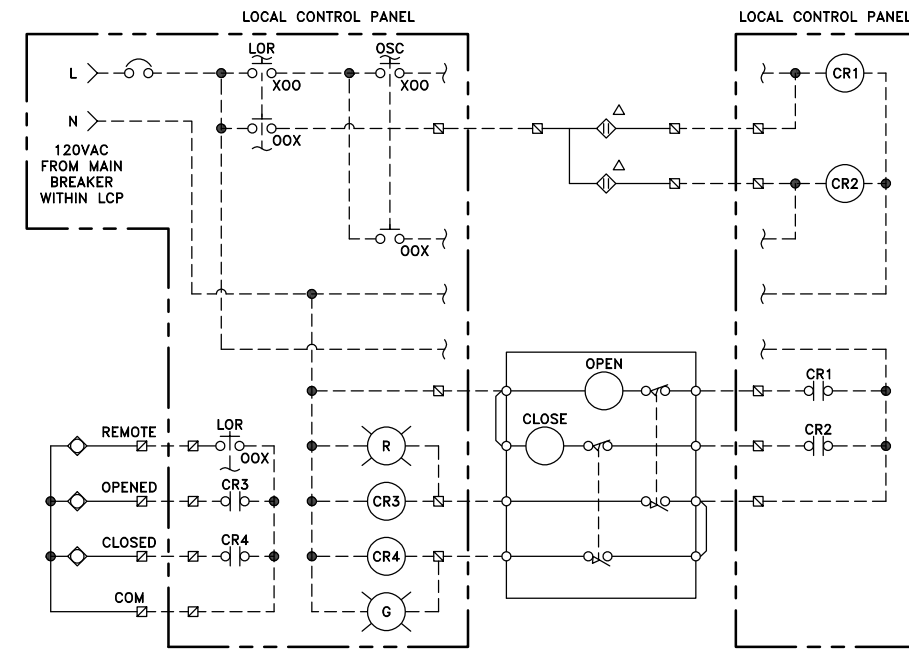 LOCAL CONTROL PANEL
LOCAL CONTROL PANEL
LOR
OSC
L
XOO
XOO
CR1
N
OOX
120VAC
FROM MAIN
BREAKER
WITHIN LCP
CR2
OOX
OPEN
CR1
CLOSE
CR2
REMOTE
LOR
OOX
R
OPENED
CR3
CR3
CLOSED
CR4
CR4
COM
G